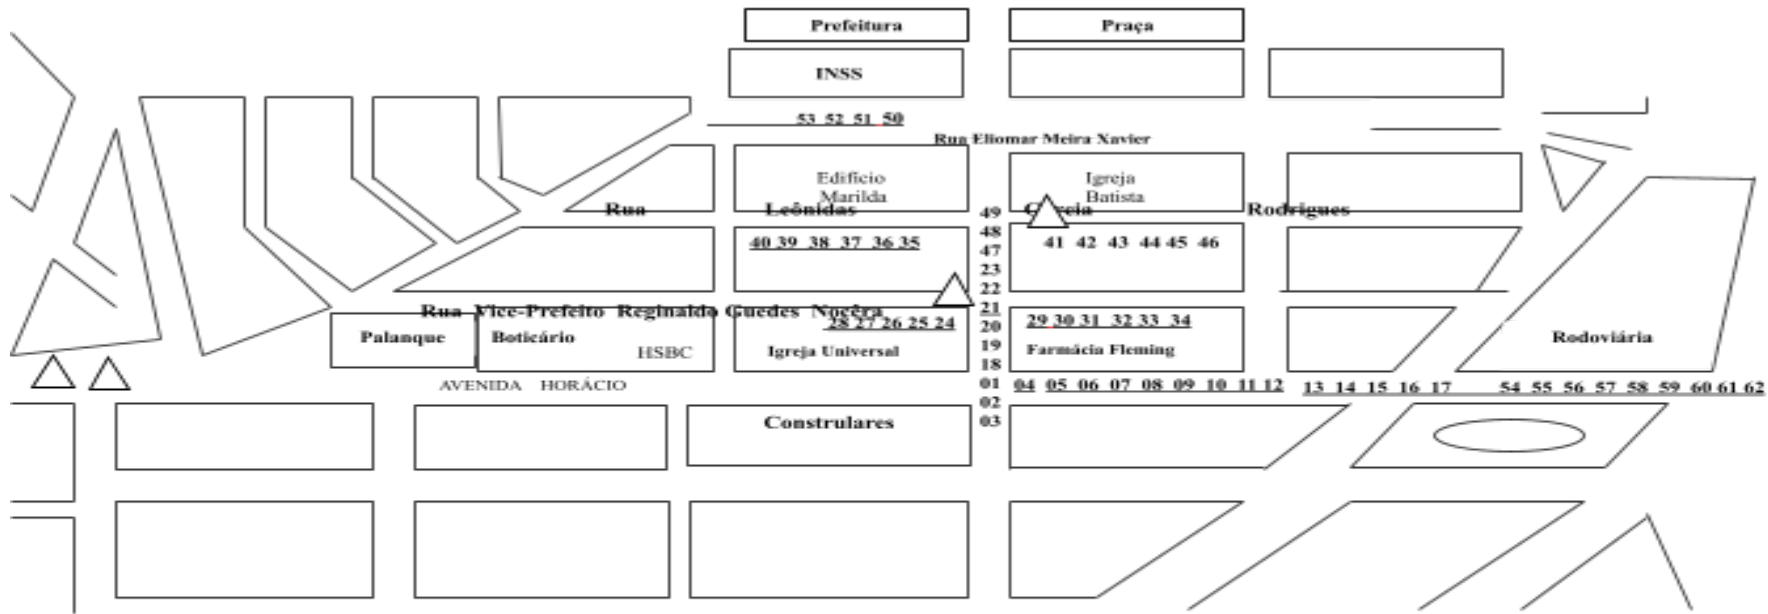 Prefeitura
Praça
INSS
53 52 51 50
Rua Eliomar Meira Xavier
Edifício
Marilda
Igreja
Batista
Rua Leônidas Garcia Rodrigues
49
48
47
23
22
21
20
19
18
01
02
03
40 39 38 37 36 35
41 42 43 44 45 46
Rua Vice-Prefeito Reginaldo Guedes Nocêra
28 27 26 25 24
29 30 31 32 33 34
Palanque
Boticário
HSBC
Igreja Universal
Farmácia Fleming
Rodoviária
AVENIDA HORÁCIO
04 05 06 07 08 09 10 11 12
13 14 15 16 17
54 55 56 57 58 59 60 61 62
Construlares